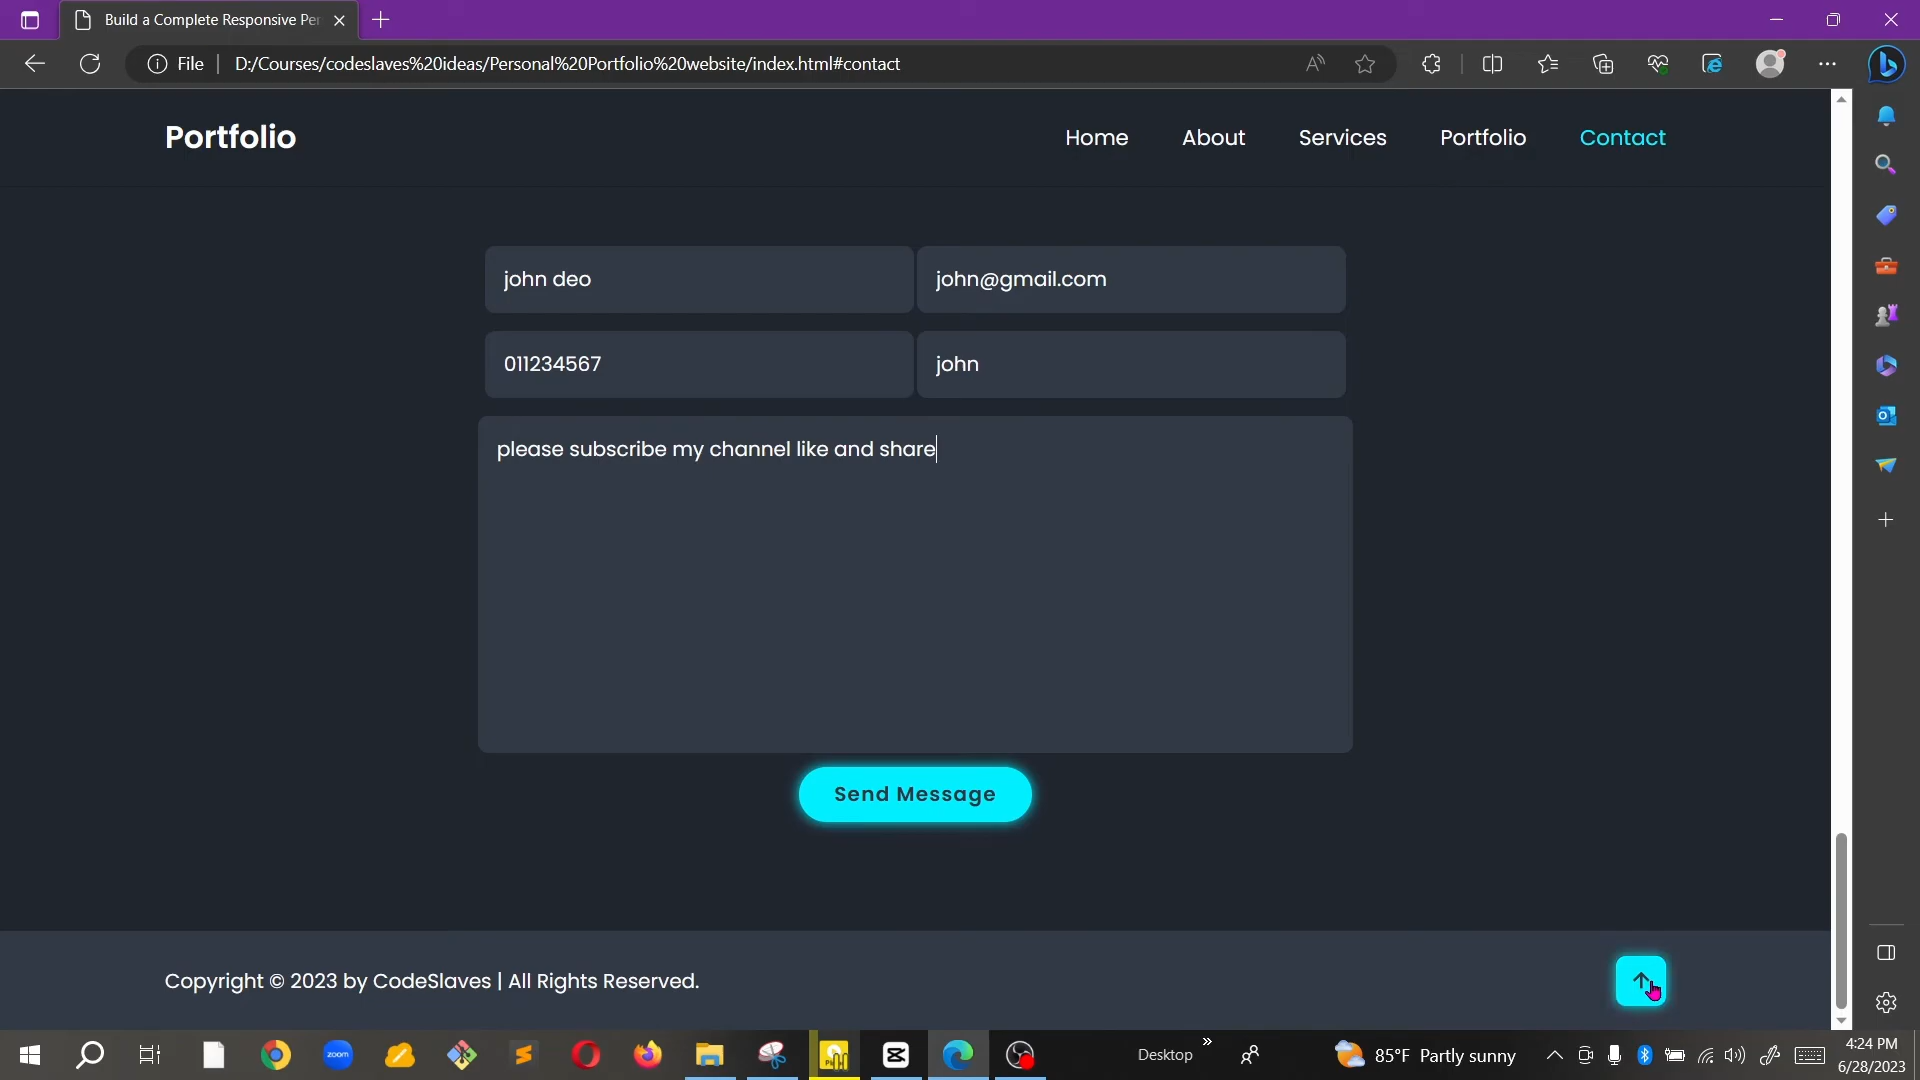 Build a Complete Responsive Per
File
D:/Courses/codeslaves%20ideas/Personal%20Portfolio%20website/index.html#contact
Portfolio
Home
About
Services
Portfolio
Contact
john deo
john@gmail.com
011234567
john
please subscribe my channel like and share
Send Message
Copyright © 2023 by CodeSlaves | All Rights Reserved.
zoom
Desktop
85°F Partly sunny
4:24 PM
6/28/2023